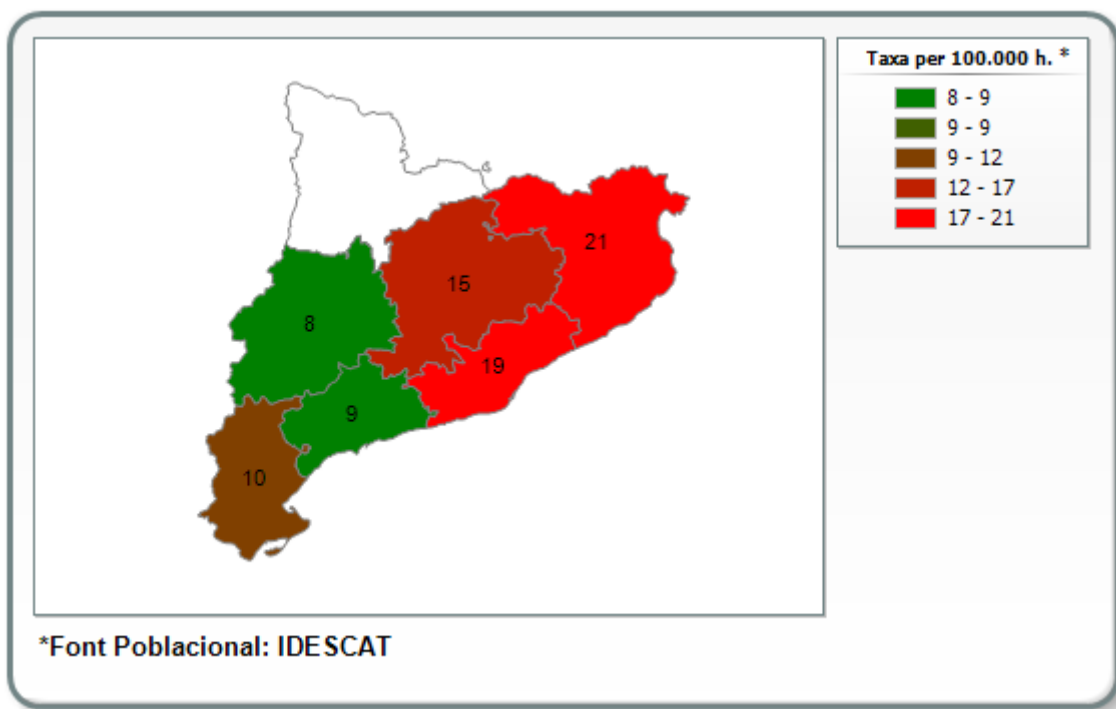 Taxa per 100.000 h. *
8 - 9
9 - 9
9 - 12
12 - 17
17 - 21
21
15
8
19
9
10
*Font Poblacional: IDESCAT